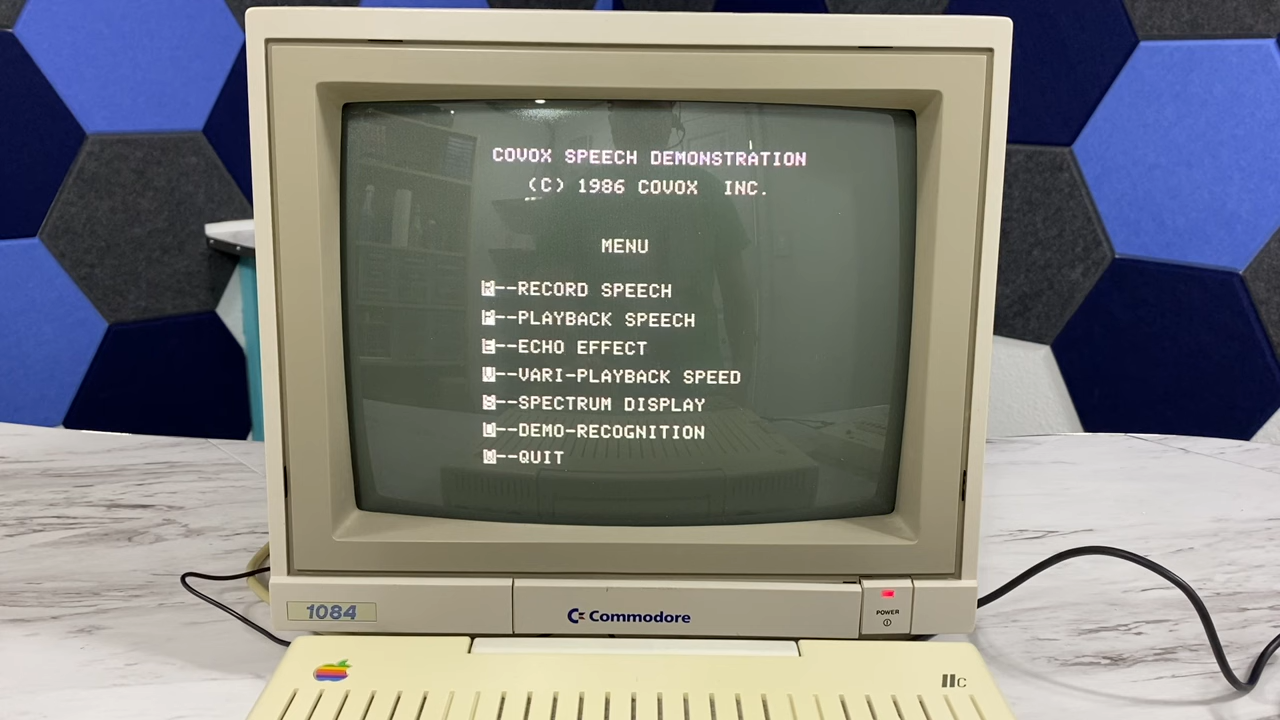 COVOX SPEECH DEMONSTRATION
(C) 1986 COVOX INC.
MENU
R--RECORD SPEECH
P--PLAYBACK SPEECH
E--ECHO EFFECT
V--VARI-PLAYBACK SPEED
S--SPECTRUM DISPLAY
--DEMO-RECOGNITION
--QUIT
1084
Commodore
POWER
IIc